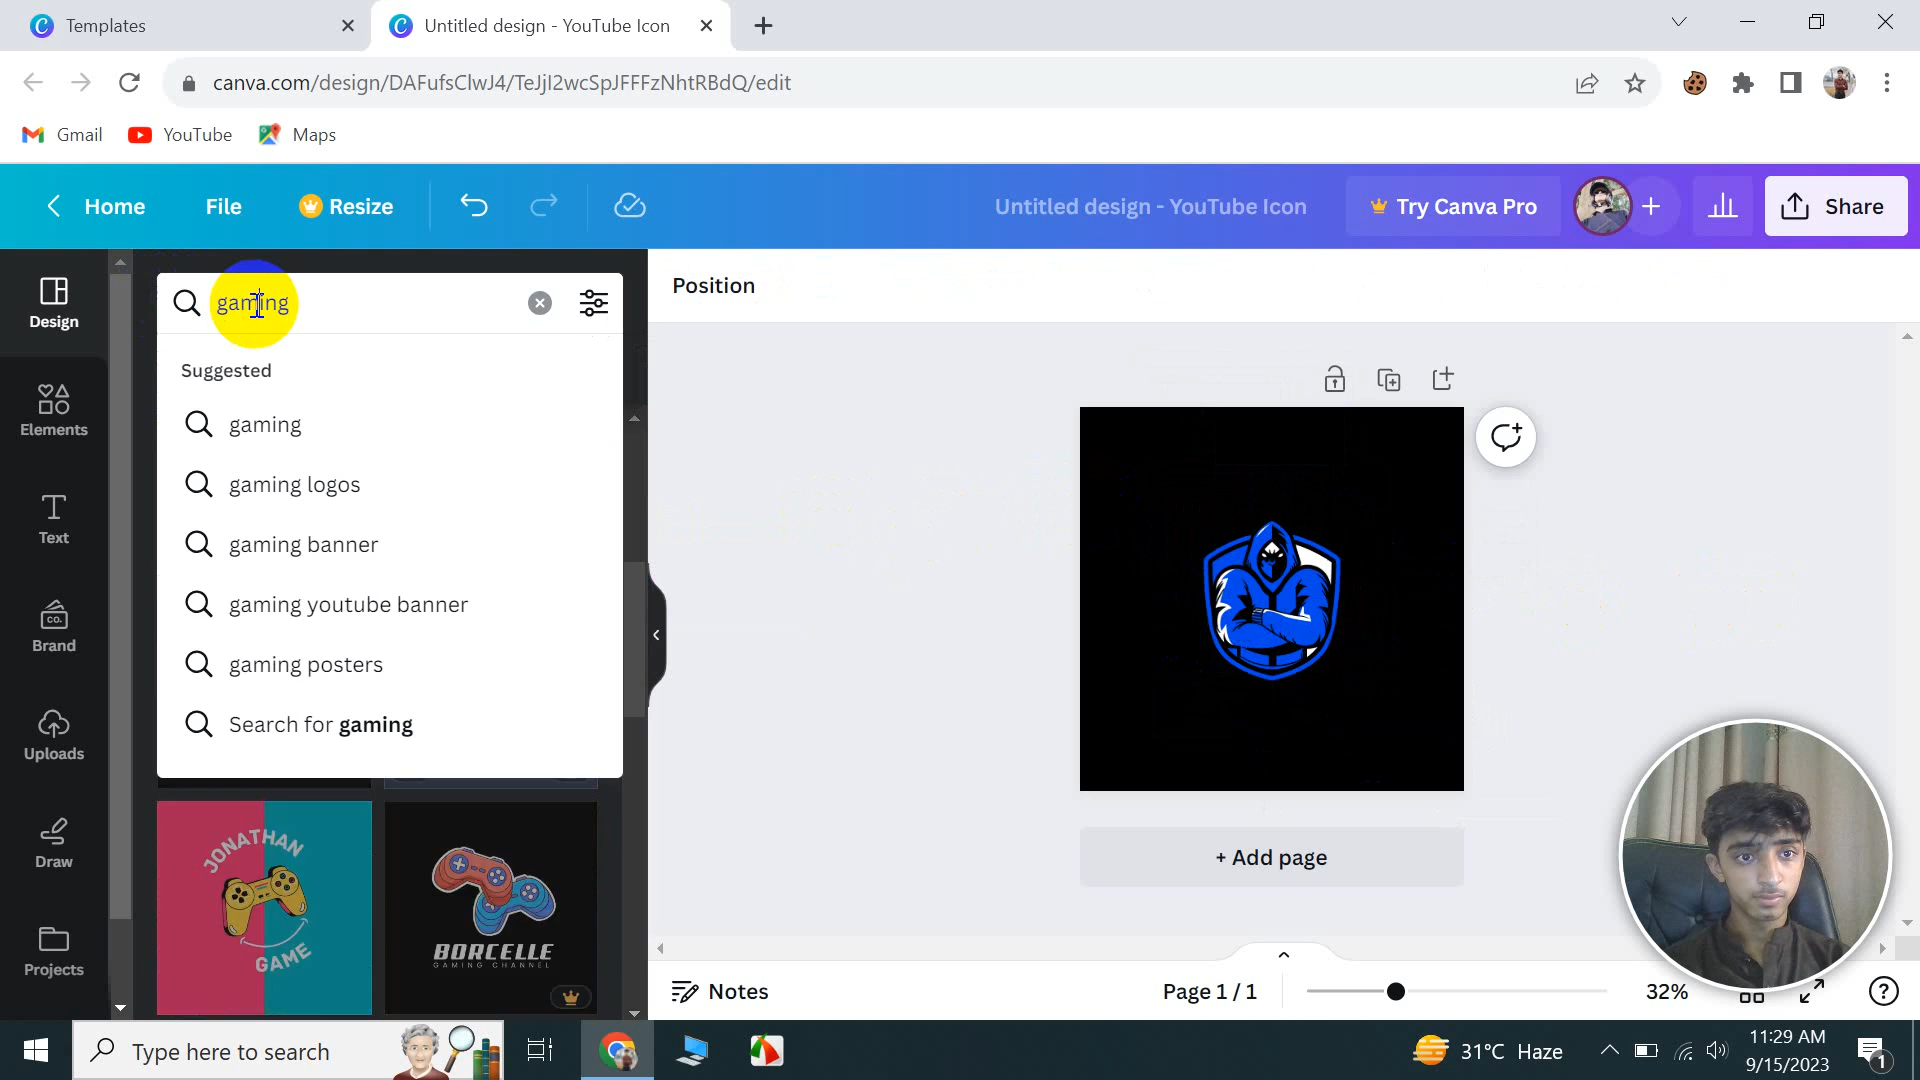 Templates
Untitled design - YouTube Icon
canva.com/design/DAFufsClwJ4/TeJjI2wcSpJFFFzNhtRBdQ/edit
Gmail
YouTube
Maps
Home
File
Resize
Untitled design - YouTube Icon
Try Canva Pro
Share
Design
Elements
Text
Brand
Uploads
Draw
Projects
gaming
Suggested
gaming
gaming logos
gaming banner
gaming youtube banner
gaming posters
Search for gaming
CO.
JONATHAN
GAME
BORCELLE
GAMING CHANNEL
Position
+ Add page
Notes
Page 1 / 1
32%
Type here to search
31°C Haze
11:29 AM
9/15/2023
1